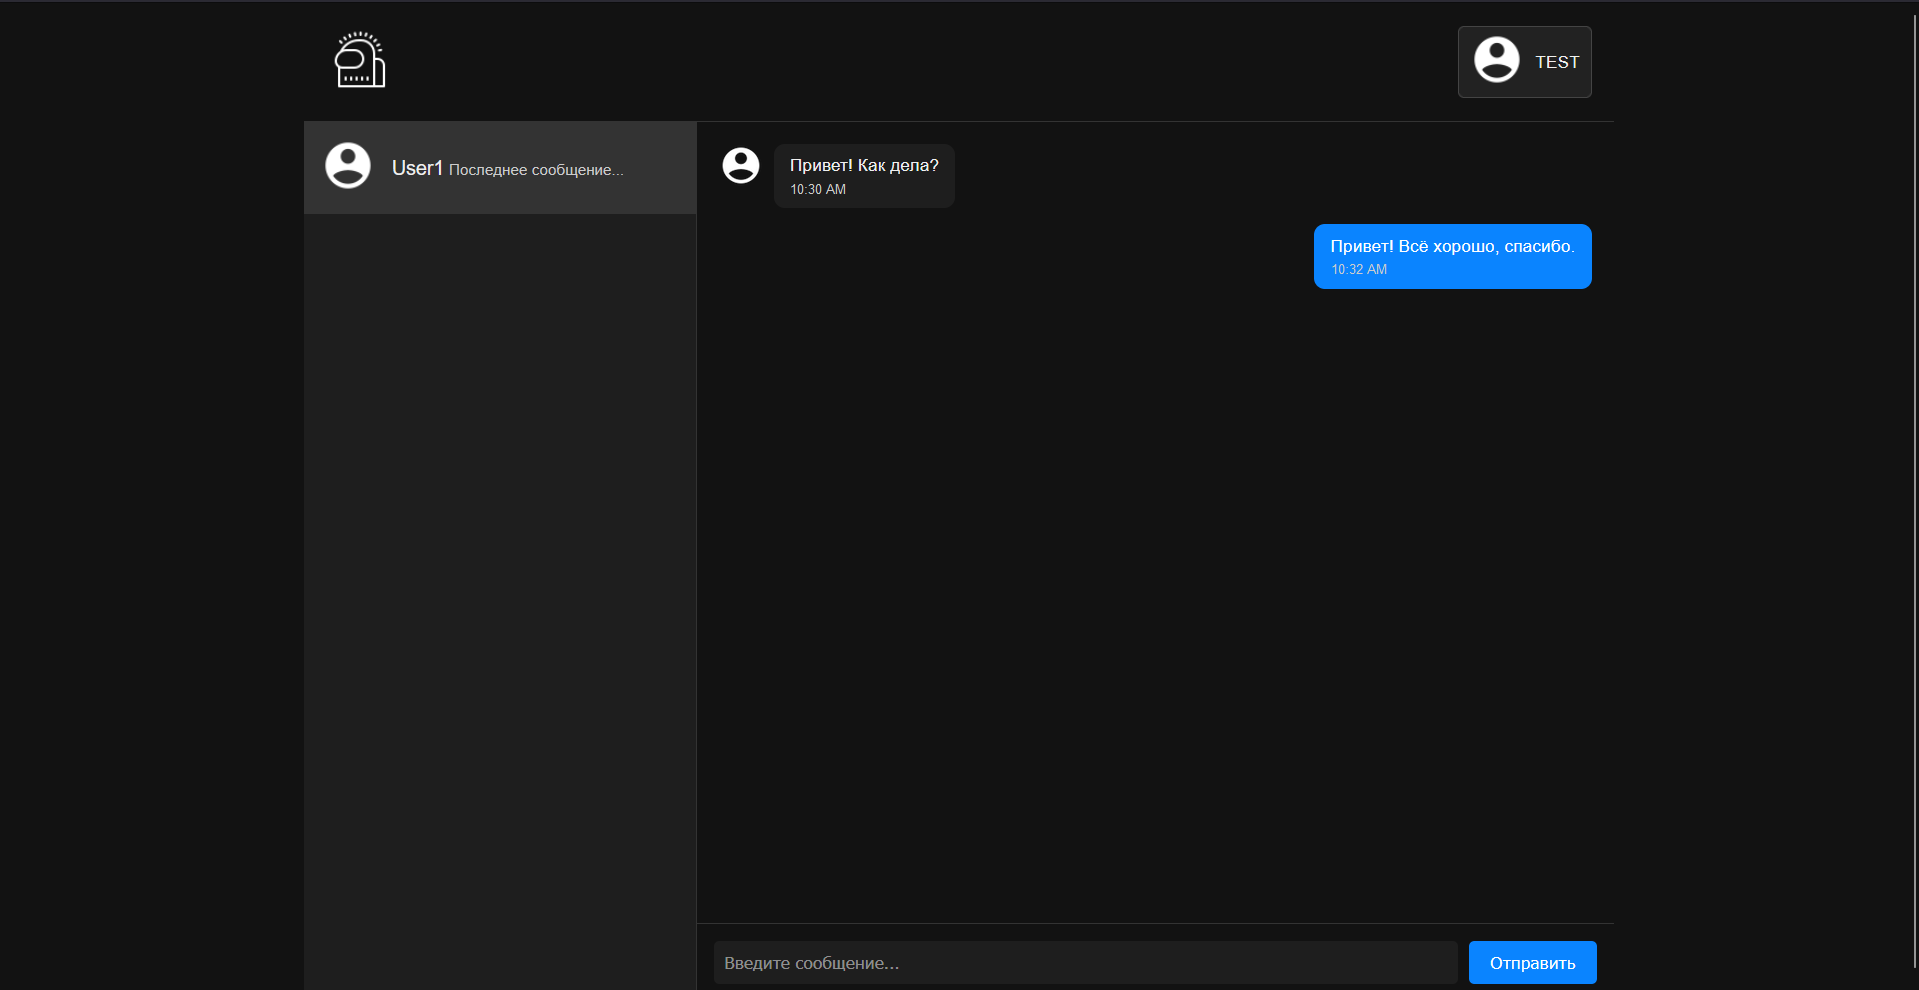 TEST
User1 Последнее сообщение...
Привет! Как дела?
10:30 AM
Привет! Всё хорошо, спасибо.
10:32 AM
Введите сообщение...
Отправить